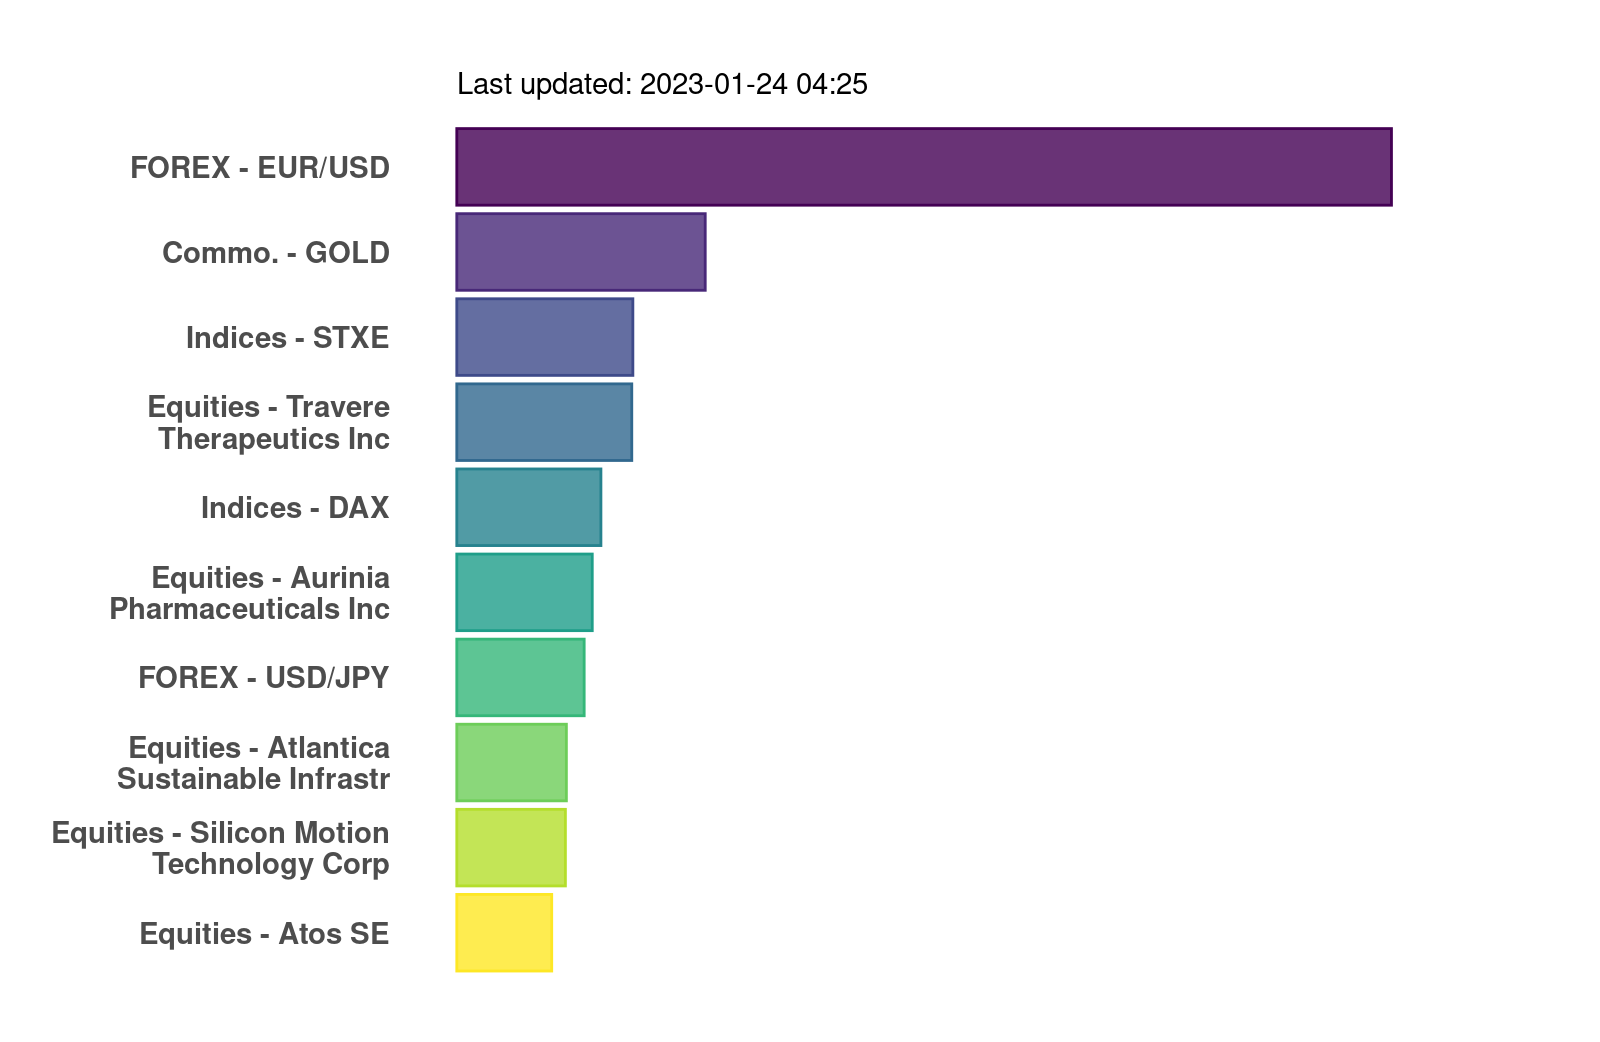 Last updated: 2023-01-24 04:25
FOREX - EUR/USD
Commo. - GOLD
Indices - STXE
Equities - Travere
Therapeutics Inc
Indices - DAX
Equities - Aurinia
Pharmaceuticals Inc
FOREX - USD/JPY
Equities - Atlantica
Sustainable Infrastr
Equities - Silicon Motion
Technology Corp
Equities - Atos SE